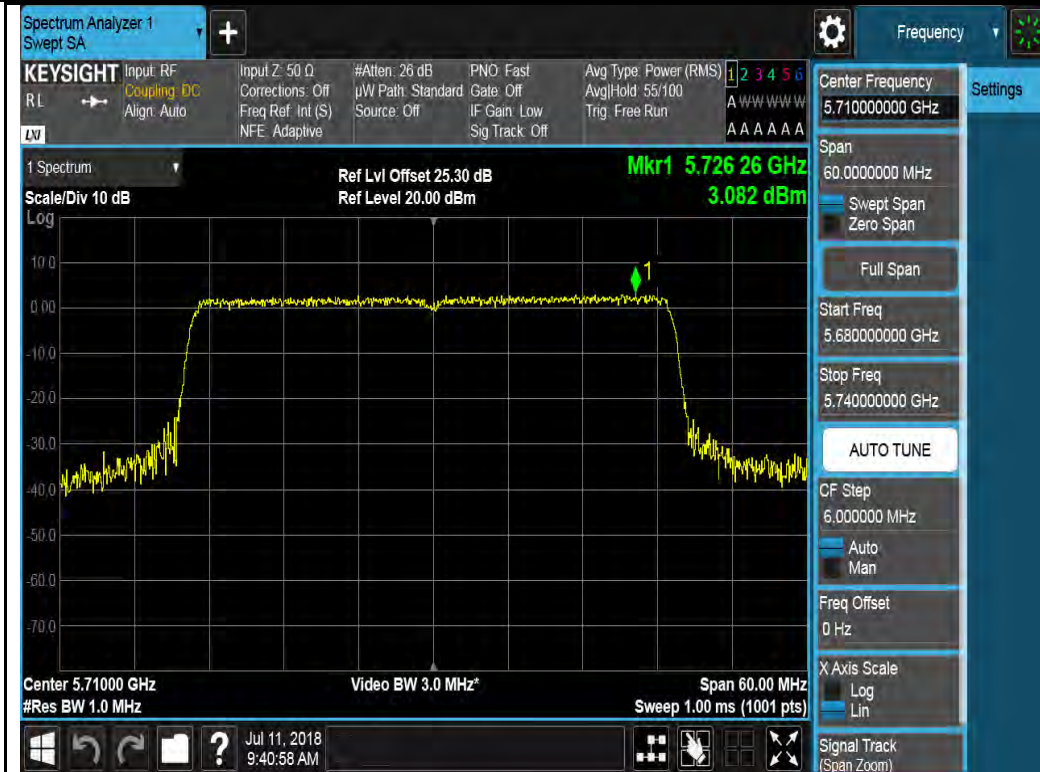 Spectrum Analyzer 1
Swept SA
+
Frequency
KEYSIGHT
R L
LXI
Input: RF
Coupling: DC
Align: Auto
Input Z: 50 Ω
Corrections: Off
Freq Ref: Int (S)
NFE: Adaptive
#Atten: 26 dB
µW Path: Standard
Source: Off
PNO: Fast
Gate: Off
IF Gain: Low
Sig Track: Off
Avg Type: Power (RMS)
Avg|Hold: 55/100
Trig: Free Run
1 2 3 4 5 6
A W W W W W
A A A A A A
1 Spectrum
Scale/Div 10 dB
Ref Lvl Offset 25.30 dB
Ref Level 20.00 dBm
Mkr1 5.726 26 GHz
3.082 dBm
Log
10.0
0.00
-10.0
-20.0
-30.0
-40.0
-50.0
-60.0
-70.0
1
Center 5.71000 GHz
#Res BW 1.0 MHz
Video BW 3.0 MHz*
Span 60.00 MHz
Sweep 1.00 ms (1001 pts)
?
Jul 11, 2018
9:40:58 AM
Center Frequency
5.710000000 GHz
Settings
Span
60.0000000 MHz
Swept Span
Zero Span
Full Span
Start Freq
5.680000000 GHz
Stop Freq
5.740000000 GHz
AUTO TUNE
CF Step
6.000000 MHz
Auto
Man
Freq Offset
0 Hz
X Axis Scale
Log
Lin
Signal Track
(Span Zoom)